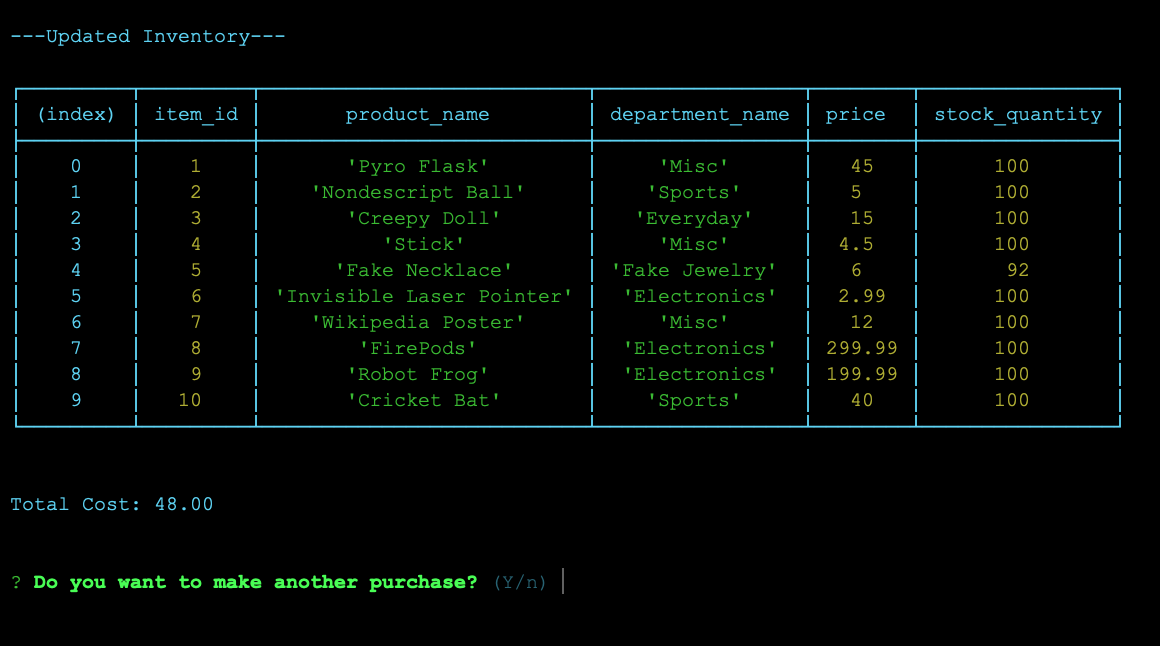 ---Updated Inventory---
(index) item_id product_name department_name price stock_quantity
0 1 'Pyro Flask' 'Misc' 45 100
1 2 'Nondescript Ball' 'Sports' 5 100
2 3 'Creepy Doll' 'Everyday' 15 100
3 4 'Stick' 'Misc' 4.5 100
4 5 'Fake Necklace' 'Fake Jewelry' 6 92
5 6 'Invisible Laser Pointer' 'Electronics' 2.99 100
6 7 'Wikipedia Poster' 'Misc' 12 100
7 8 'FirePods' 'Electronics' 299.99 100
8 9 'Robot Frog' 'Electronics' 199.99 100
9 10 'Cricket Bat' 'Sports' 40 100
Total Cost: 48.00
? Do you want to make another purchase? (Y/n)